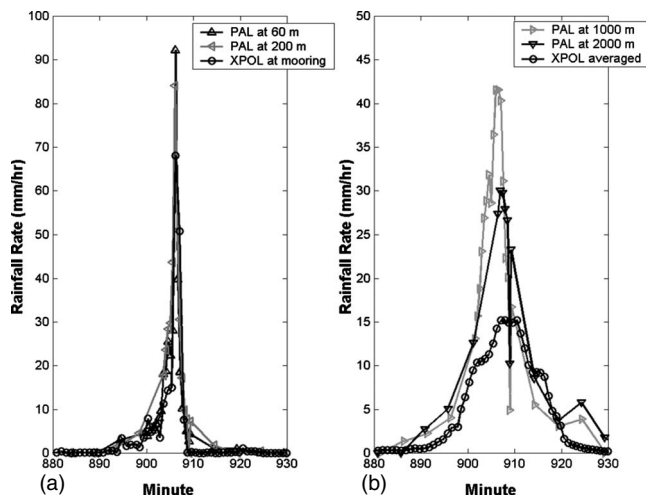 100
90
80
70
60
50
40
30
20
10
0
Rainfall Rate (mm/hr)
PAL at 60 m
PAL at 200 m
XPOL at mooring
880 890 900 910 920 930
(a) Minute
50
45
40
35
30
25
20
15
10
5
0
Rainfall Rate (mm/hr)
PAL at 1000 m
PAL at 2000 m
XPOL averaged
880 890 900 910 920 930
(b) Minute